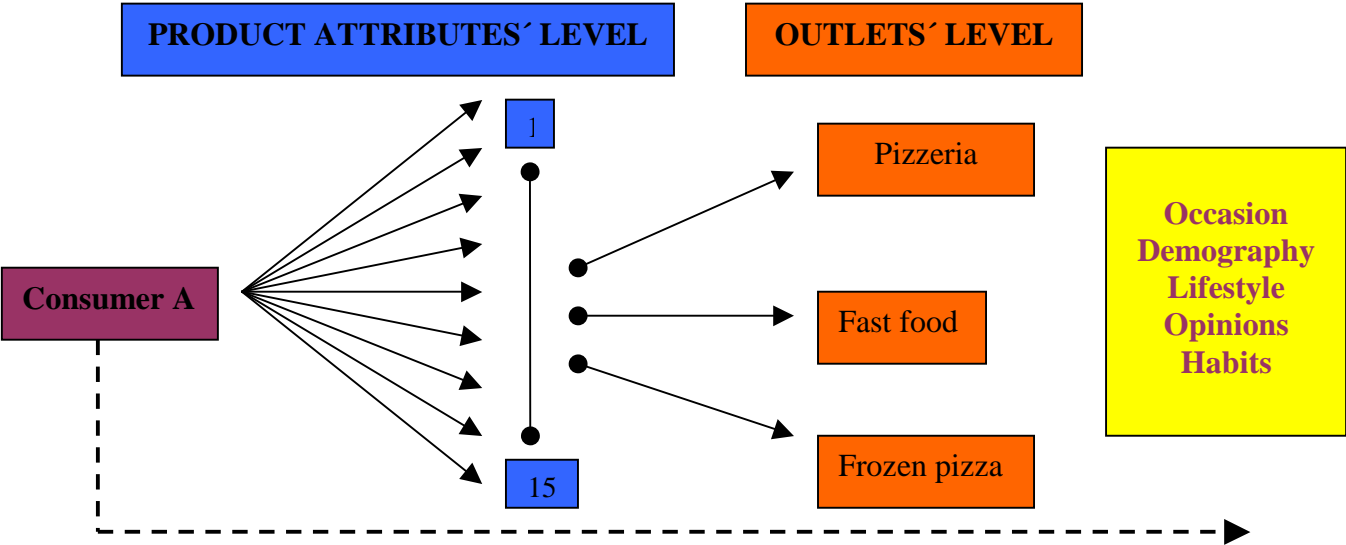 PRODUCT ATTRIBUTES´ LEVEL
OUTLETS´ LEVEL
1
Pizzeria
Occasion
Demography
Lifestyle
Opinions
Habits
Consumer A
Fast food
Frozen pizza
15